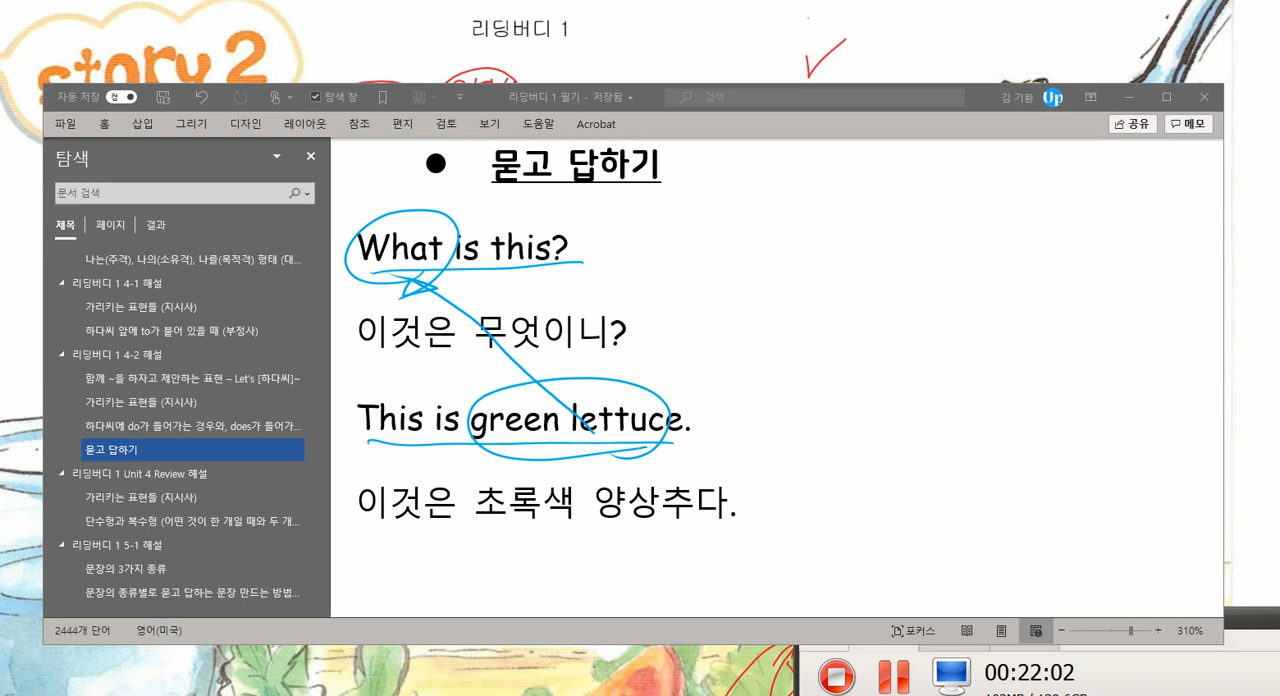 리딩버디 1
story 2
자동 저장 컴 탐색 창 리딩버디 1 필기 - 저장됨 검색 김 기환 Up
파일 홈 삽입 그리기 디자인 레이아웃 참조 편지 검토 보기 도움말 Acrobat 공유 메모
탐색
문서 검색
제목 페이지 결과
나는(주격), 나의(소유격), 나를(목적격) 형태 (대...
리딩버디 1 4-1 해설
가리키는 표현들 (지시사)
하다씨 앞에 to가 붙어 있을 때 (부정사)
리딩버디 1 4-2 해설
함께 ~을 하자고 제안하는 표현 – Let's [하다씨]~
가리키는 표현들 (지시사)
하다씨에 do가 들어가는 경우와, does가 들어가...
묻고 답하기
리딩버디 1 Unit 4 Review 해설
가리키는 표현들 (지시사)
단수형과 복수형 (어떤 것이 한 개일 때와 두 개...
리딩버디 1 5-1 해설
문장의 3가지 종류
문장의 종류별로 묻고 답하는 문장 만드는 방법...
● 묻고 답하기
What is this?
이것은 무엇이니?
This is green lettuce.
이것은 초록색 양상추다.
2444개 단어 영어(미국) 포커스 310%
00:22:02